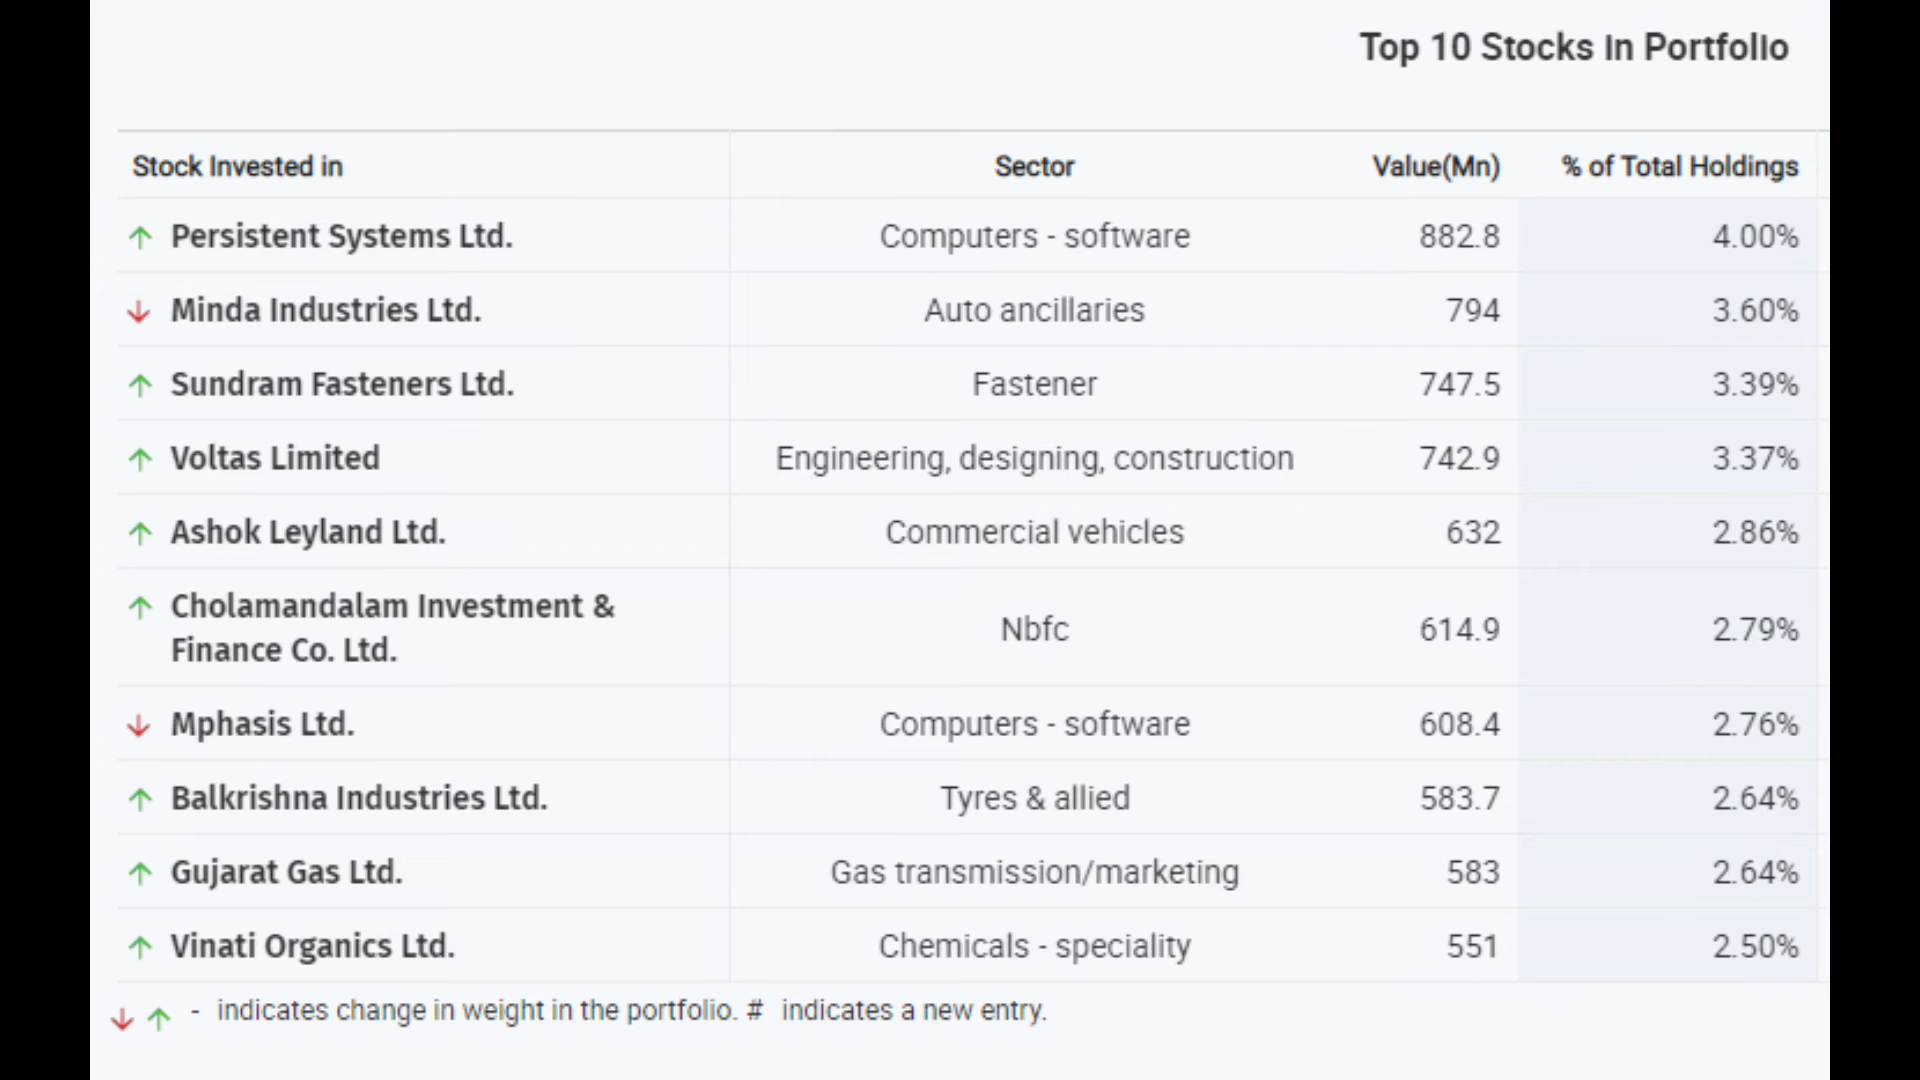 Top 10 Stocks in Portfolio
Stock Invested in Sector Value(Mn) % of Total Holdings
↑ Persistent Systems Ltd. Computers - software 882.8 4.00%
↓ Minda Industries Ltd. Auto ancillaries 794 3.60%
↑ Sundram Fasteners Ltd. Fastener 747.5 3.39%
↑ Voltas Limited Engineering, designing, construction 742.9 3.37%
↑ Ashok Leyland Ltd. Commercial vehicles 632 2.86%
↑ Cholamandalam Investment &
Finance Co. Ltd. Nbfc 614.9 2.79%
↓ Mphasis Ltd. Computers - software 608.4 2.76%
↑ Balkrishna Industries Ltd. Tyres & allied 583.7 2.64%
↑ Gujarat Gas Ltd. Gas transmission/marketing 583 2.64%
↑ Vinati Organics Ltd. Chemicals - speciality 551 2.50%
↓ ↑ - indicates change in weight in the portfolio. # indicates a new entry.